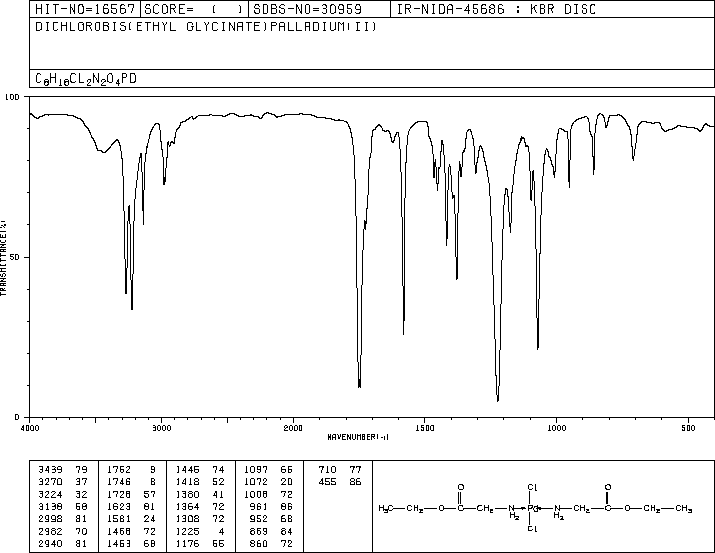 HIT-NO=16567 SCORE= ( ) SDBS-NO=30959 IR-NIDA-45686 : KBR DISC
DICHLOROBIS(ETHYL GLYCINATE)PALLADIUM(II)
C8H18CL2N2O4PD
100
50
0
TRANSMITTANCE(%)
4000 3000 2000 1500 1000 500
WAVENUMBER(-1)
3439 79 1752 9 1446 74 1097 66 710 77
3270 37 1746 8 1418 52 1072 20 455 86
3224 32 1728 57 1380 41 1008 72
3138 58 1623 81 1364 72 961 86
2998 81 1581 24 1308 72 952 68
2982 70 1468 72 1225 4 869 84
2940 81 1463 68 1176 55 860 72
O Cl O
CH3—CH2—O—C—CH2—NH2—Pd—NH2—CH2—C—O—CH2—CH3
Cl